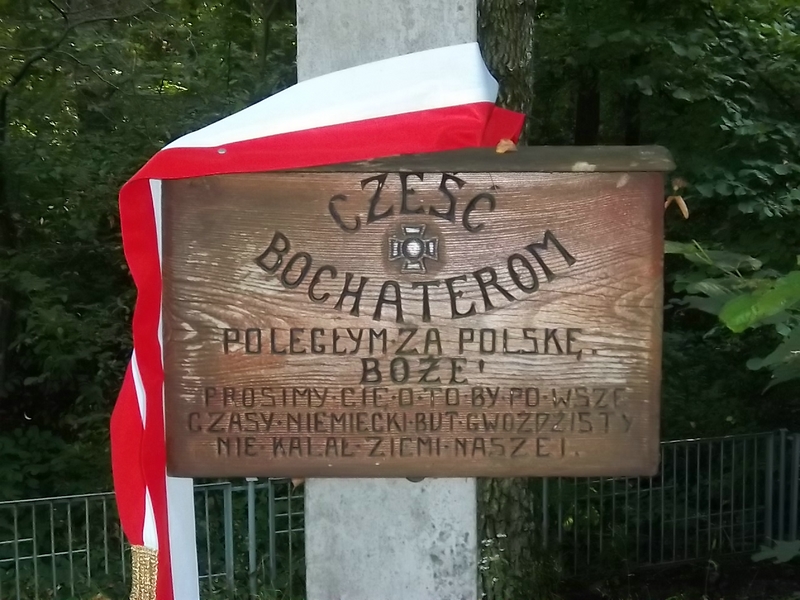 CZEŚĆ
BOCHATEROM
POLEGŁYM·ZA POLSKĘ.
BOŻE'
PROSIMY·CIĘ·O·TO·BY·PO·WSZE
CZASY·NIEMIECKI·BUT·GWOŹDZISTY
NIE·KALAŁ·ZIEMI·NASZEJ.